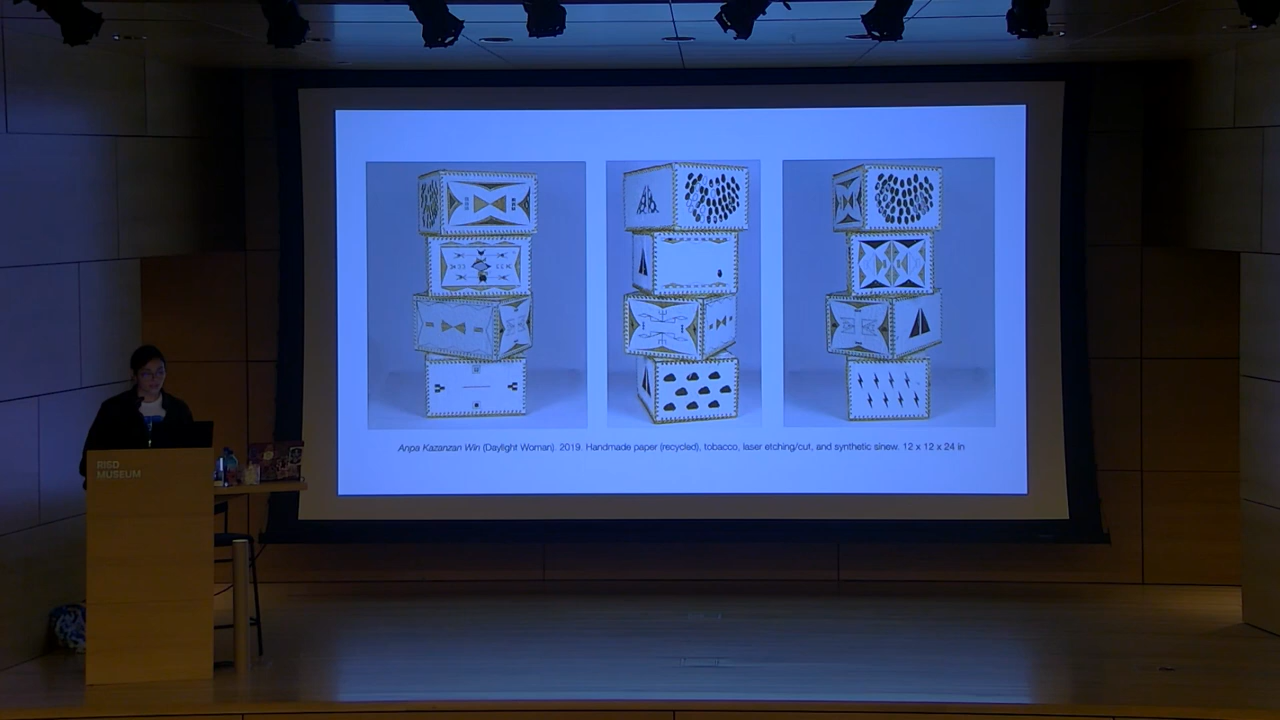 Anpa Kazanzan Win (Daylight Woman). 2019. Handmade paper (recycled), tobacco, laser etching/cut, and synthetic sinew. 12 x 12 x 24 in
RISD
MUSEUM